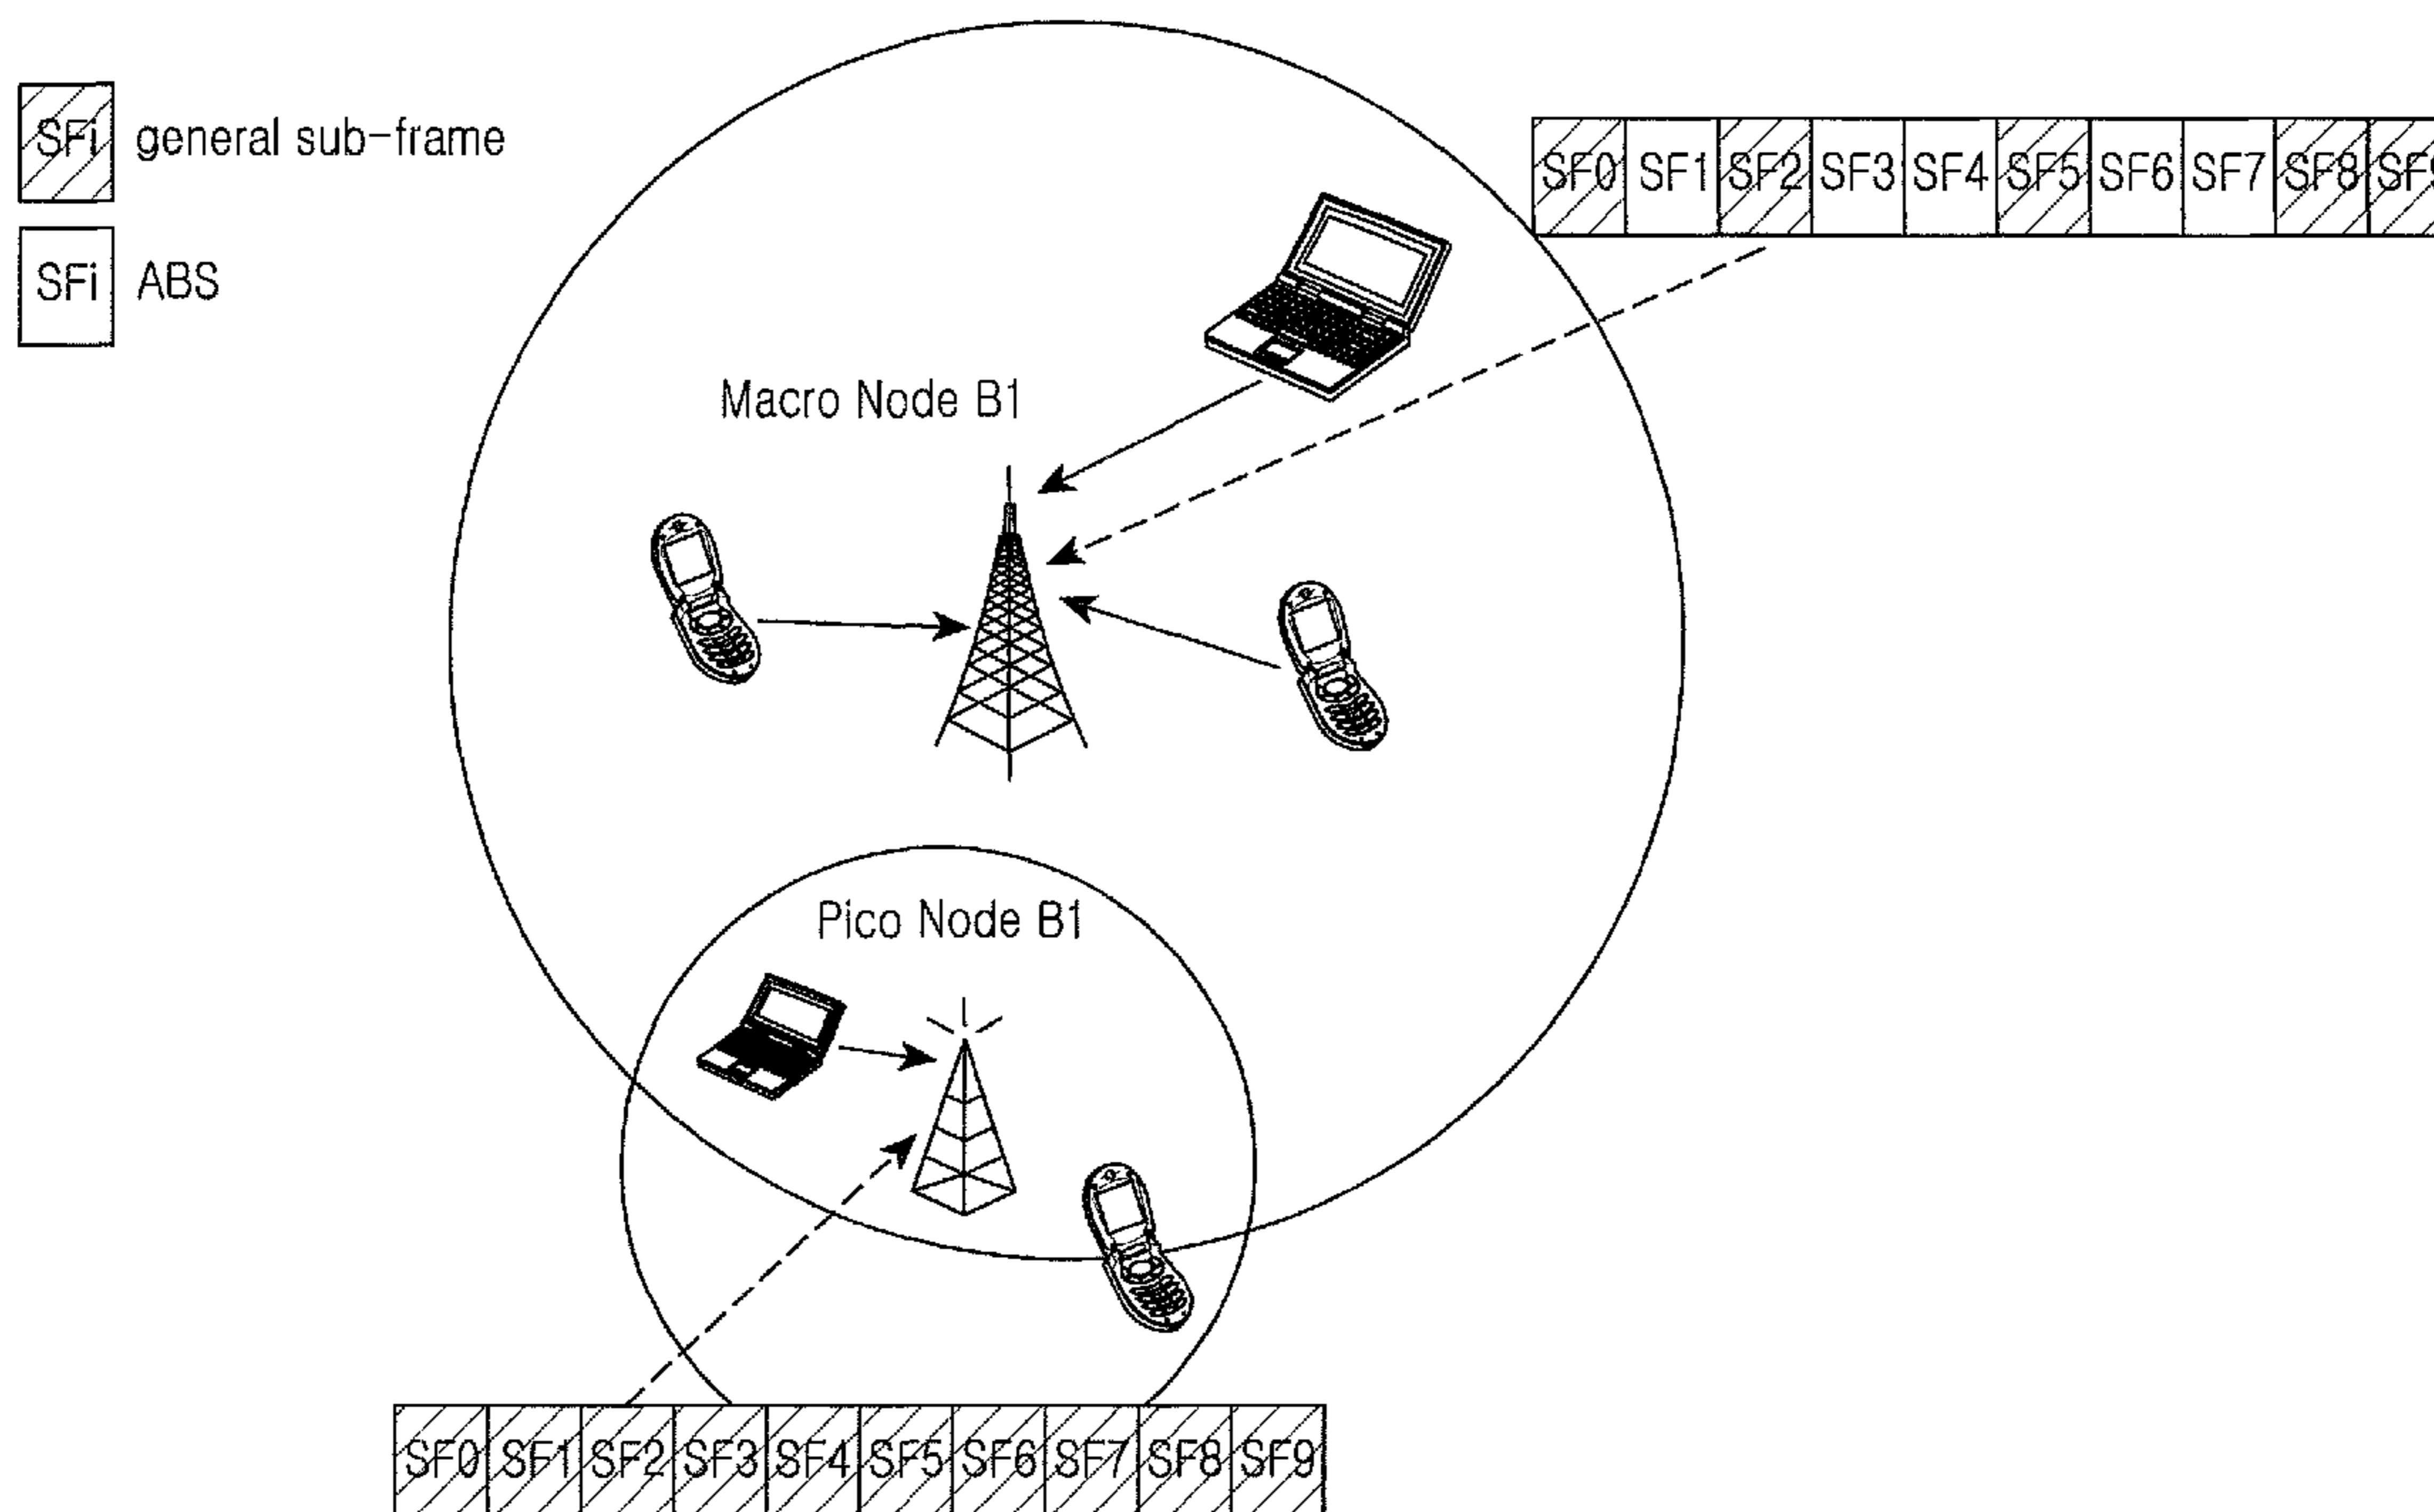 SFi general sub-frame
SFi ABS
SF0 SF1 SF2 SF3 SF4 SF5 SF6 SF7 SF8 SF9
Macro Node B1
Pico Node B1
SF0 SF1 SF2 SF3 SF4 SF5 SF6 SF7 SF8 SF9